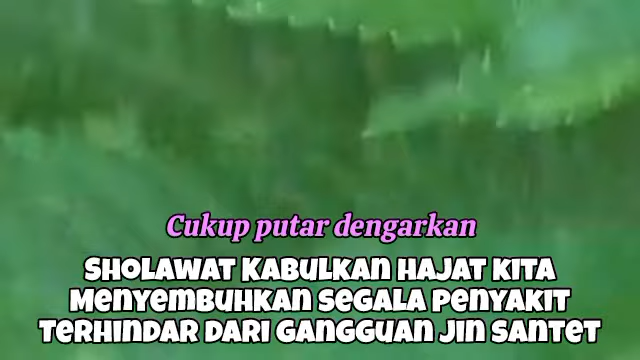 Cukup putar dengarkan
SHOLAWAT KABULKAN HAJAT KITA
MENYEMBUHKAN SEGALA PENYAKIT
TERHINDAR DARI GANGGUAN JIN SANTET